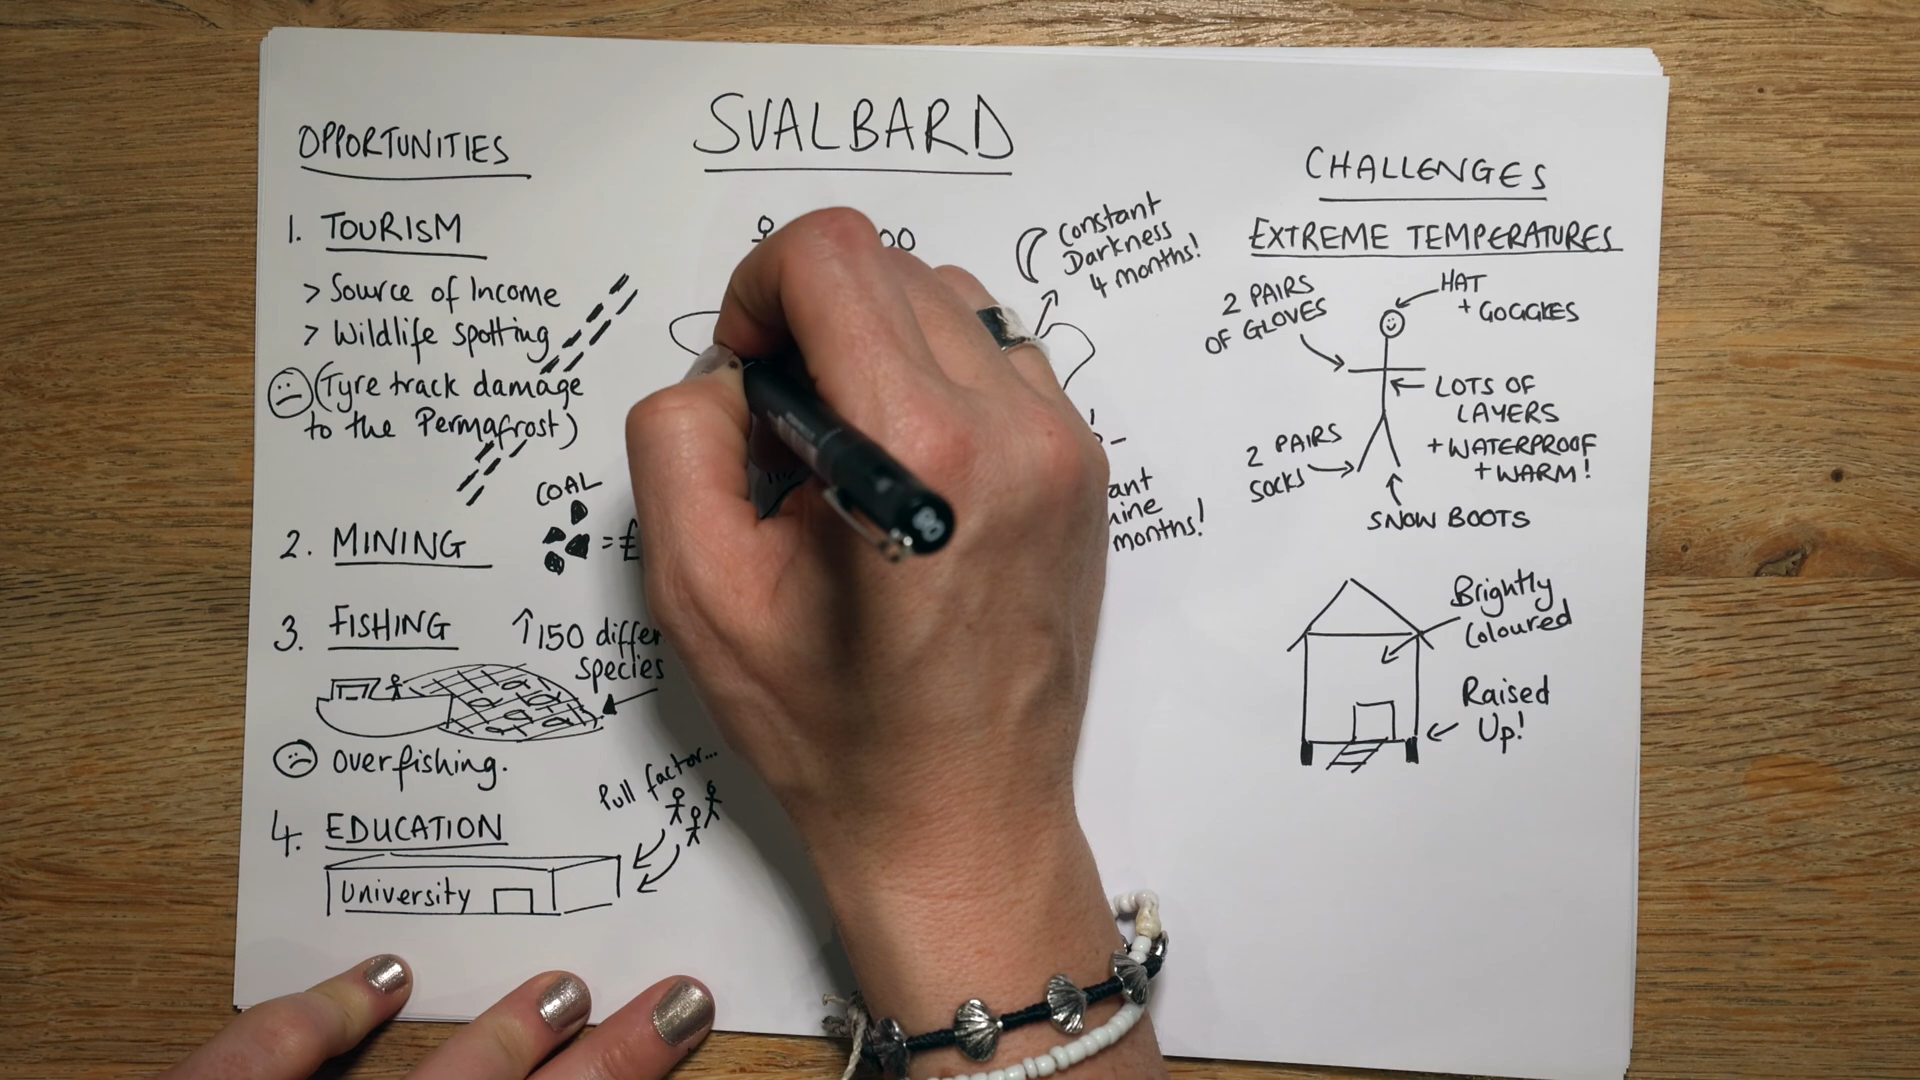 SVALBARD
OPPORTUNITIES
1. TOURISM
> Source of Income
> Wildlife spotting
(Tyre track damage
to the Permafrost)
2. MINING
COAL
= £
3. FISHING
↑150
species
overfishing.
4. EDUCATION
Pull factor...
University
Constant
Darkness
4 months!
months!
CHALLENGES
EXTREME TEMPERATURES
HAT
+ GOGGLES
2 PAIRS
OF GLOVES
LOTS OF
LAYERS
+ WATERPROOF
+ WARM!
2 PAIRS
SOCKS
SNOW BOOTS
Brightly
Coloured
Raised
Up!